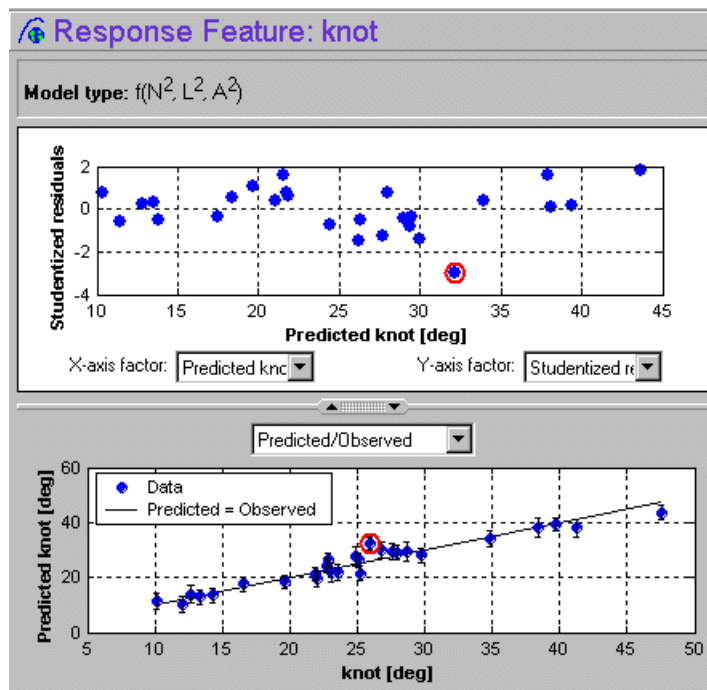 Response Feature: knot
Model type: f(N², L², A²)
Studentized residuals
2
0
-2
-4
10 15 20 25 30 35 40 45
Predicted knot [deg]
X-axis factor: Predicted knc Y-axis factor: Studentized re
Predicted/Observed
Predicted knot [deg]
60
40
20
0
Data
Predicted = Observed
5 10 15 20 25 30 35 40 45 50
knot [deg]